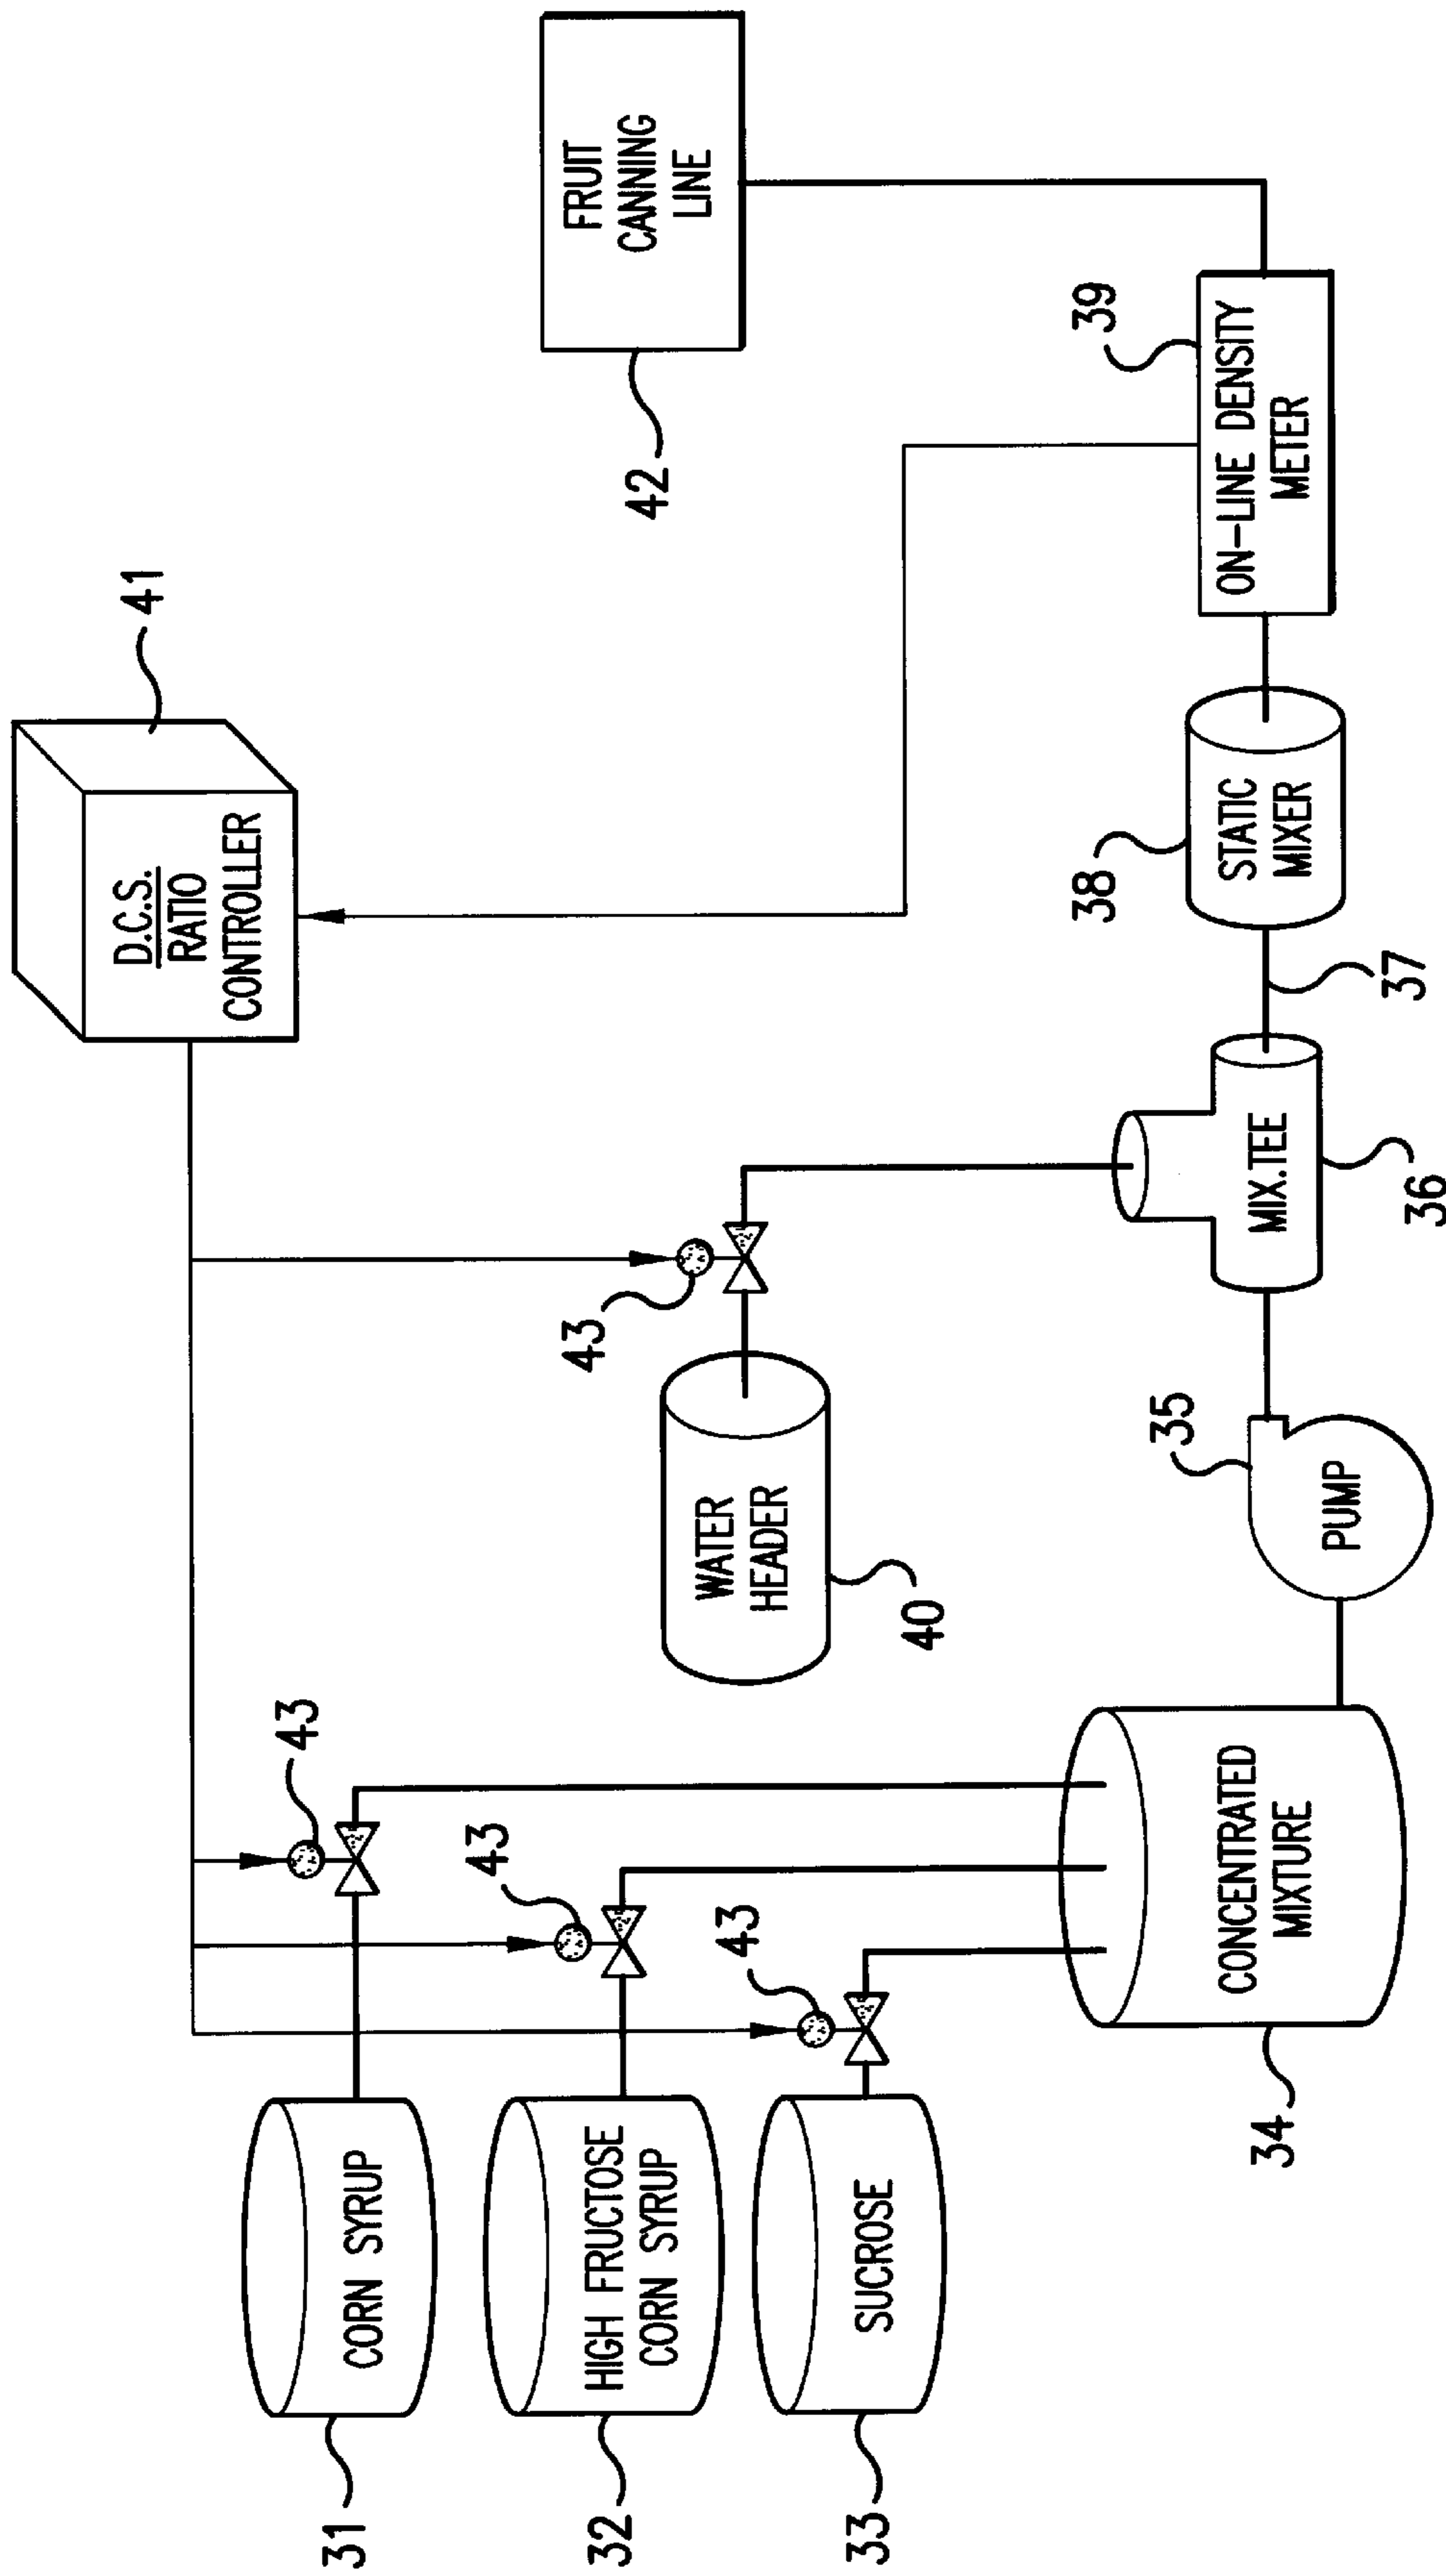 41
D.C.S.
RATIO
CONTROLLER
FRUIT
CANNING
LINE
42
43
CORN SYRUP
31
43
HIGH FRUCTOSE
CORN SYRUP
32
43
SUCROSE
33
43
WATER
HEADER
40
CONCENTRATED
MIXTURE
34
35
PUMP
MIX.TEE
36
37
38
STATIC
MIXER
39
ON-LINE DENSITY
METER